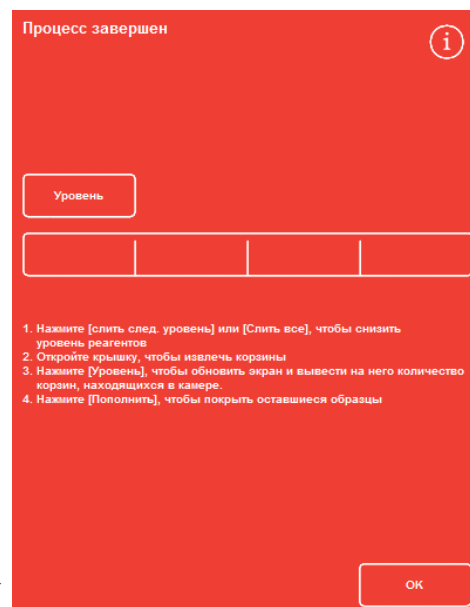 Процесс завершен
i
Уровень
1. Нажмите [слить след. уровень] или [Слить все], чтобы снизить
уровень реагентов
2. Откройте крышку, чтобы извлечь корзины
3. Нажмите [Уровень], чтобы обновить экран и вывести на него количество
корзин, находящихся в камере.
4. Нажмите [Пополнить], чтобы покрыть оставшиеся образцы
ОК